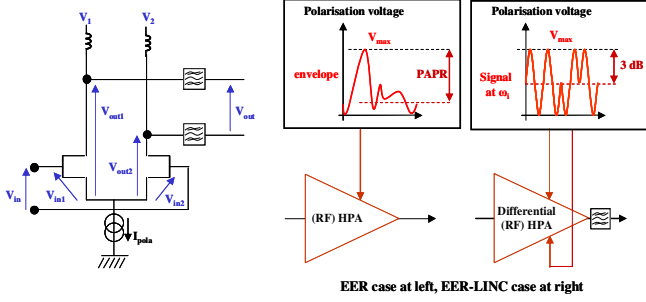 V1
V2
Vout1
Vout
Vout2
Vin
Vin1
Vin2
Ipola
Polarisation voltage
Vmax
envelope
PAPR
(RF) HPA
Polarisation voltage
Vmax
3 dB
Signal
at ωi
Differential
(RF) HPA
EER case at left, EER-LINC case at right